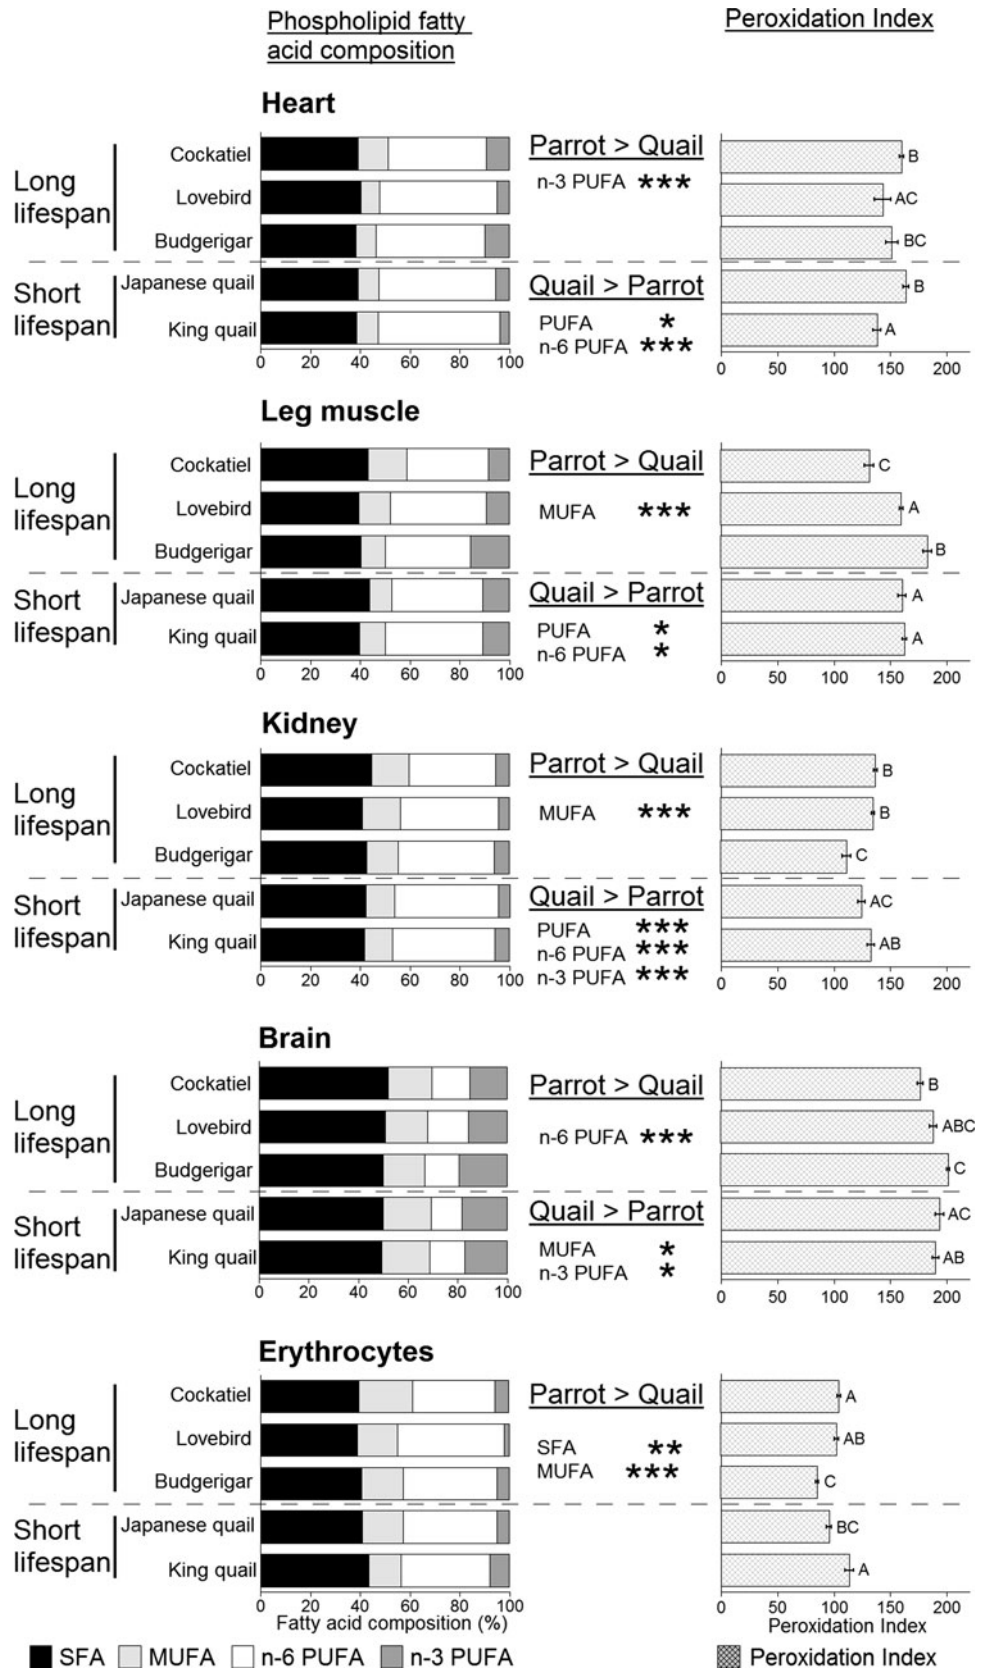 Phospholipid fatty
acid composition
Peroxidation Index
Heart
Long
lifespan
Cockatiel
Lovebird
Budgerigar
Short
lifespan
Japanese quail
King quail
0 20 40 60 80 100
Parrot > Quail
n-3 PUFA ***
Quail > Parrot
PUFA *
n-6 PUFA ***
B
AC
BC
B
A
0 50 100 150 200
Leg muscle
Long
lifespan
Cockatiel
Lovebird
Budgerigar
Short
lifespan
Japanese quail
King quail
0 20 40 60 80 100
Parrot > Quail
MUFA ***
Quail > Parrot
PUFA *
n-6 PUFA *
C
A
B
A
A
0 50 100 150 200
Kidney
Long
lifespan
Cockatiel
Lovebird
Budgerigar
Short
lifespan
Japanese quail
King quail
0 20 40 60 80 100
Parrot > Quail
MUFA ***
Quail > Parrot
PUFA ***
n-6 PUFA ***
n-3 PUFA ***
B
B
C
AC
AB
0 50 100 150 200
Brain
Long
lifespan
Cockatiel
Lovebird
Budgerigar
Short
lifespan
Japanese quail
King quail
0 20 40 60 80 100
Parrot > Quail
n-6 PUFA ***
Quail > Parrot
MUFA *
n-3 PUFA *
B
ABC
C
AC
AB
0 50 100 150 200
Erythrocytes
Long
lifespan
Cockatiel
Lovebird
Budgerigar
Short
lifespan
Japanese quail
King quail
0 20 40 60 80 100
Fatty acid composition (%)
Parrot > Quail
SFA **
MUFA ***
A
AB
C
BC
A
0 50 100 150 200
Peroxidation Index
SFA MUFA n-6 PUFA n-3 PUFA
Peroxidation Index